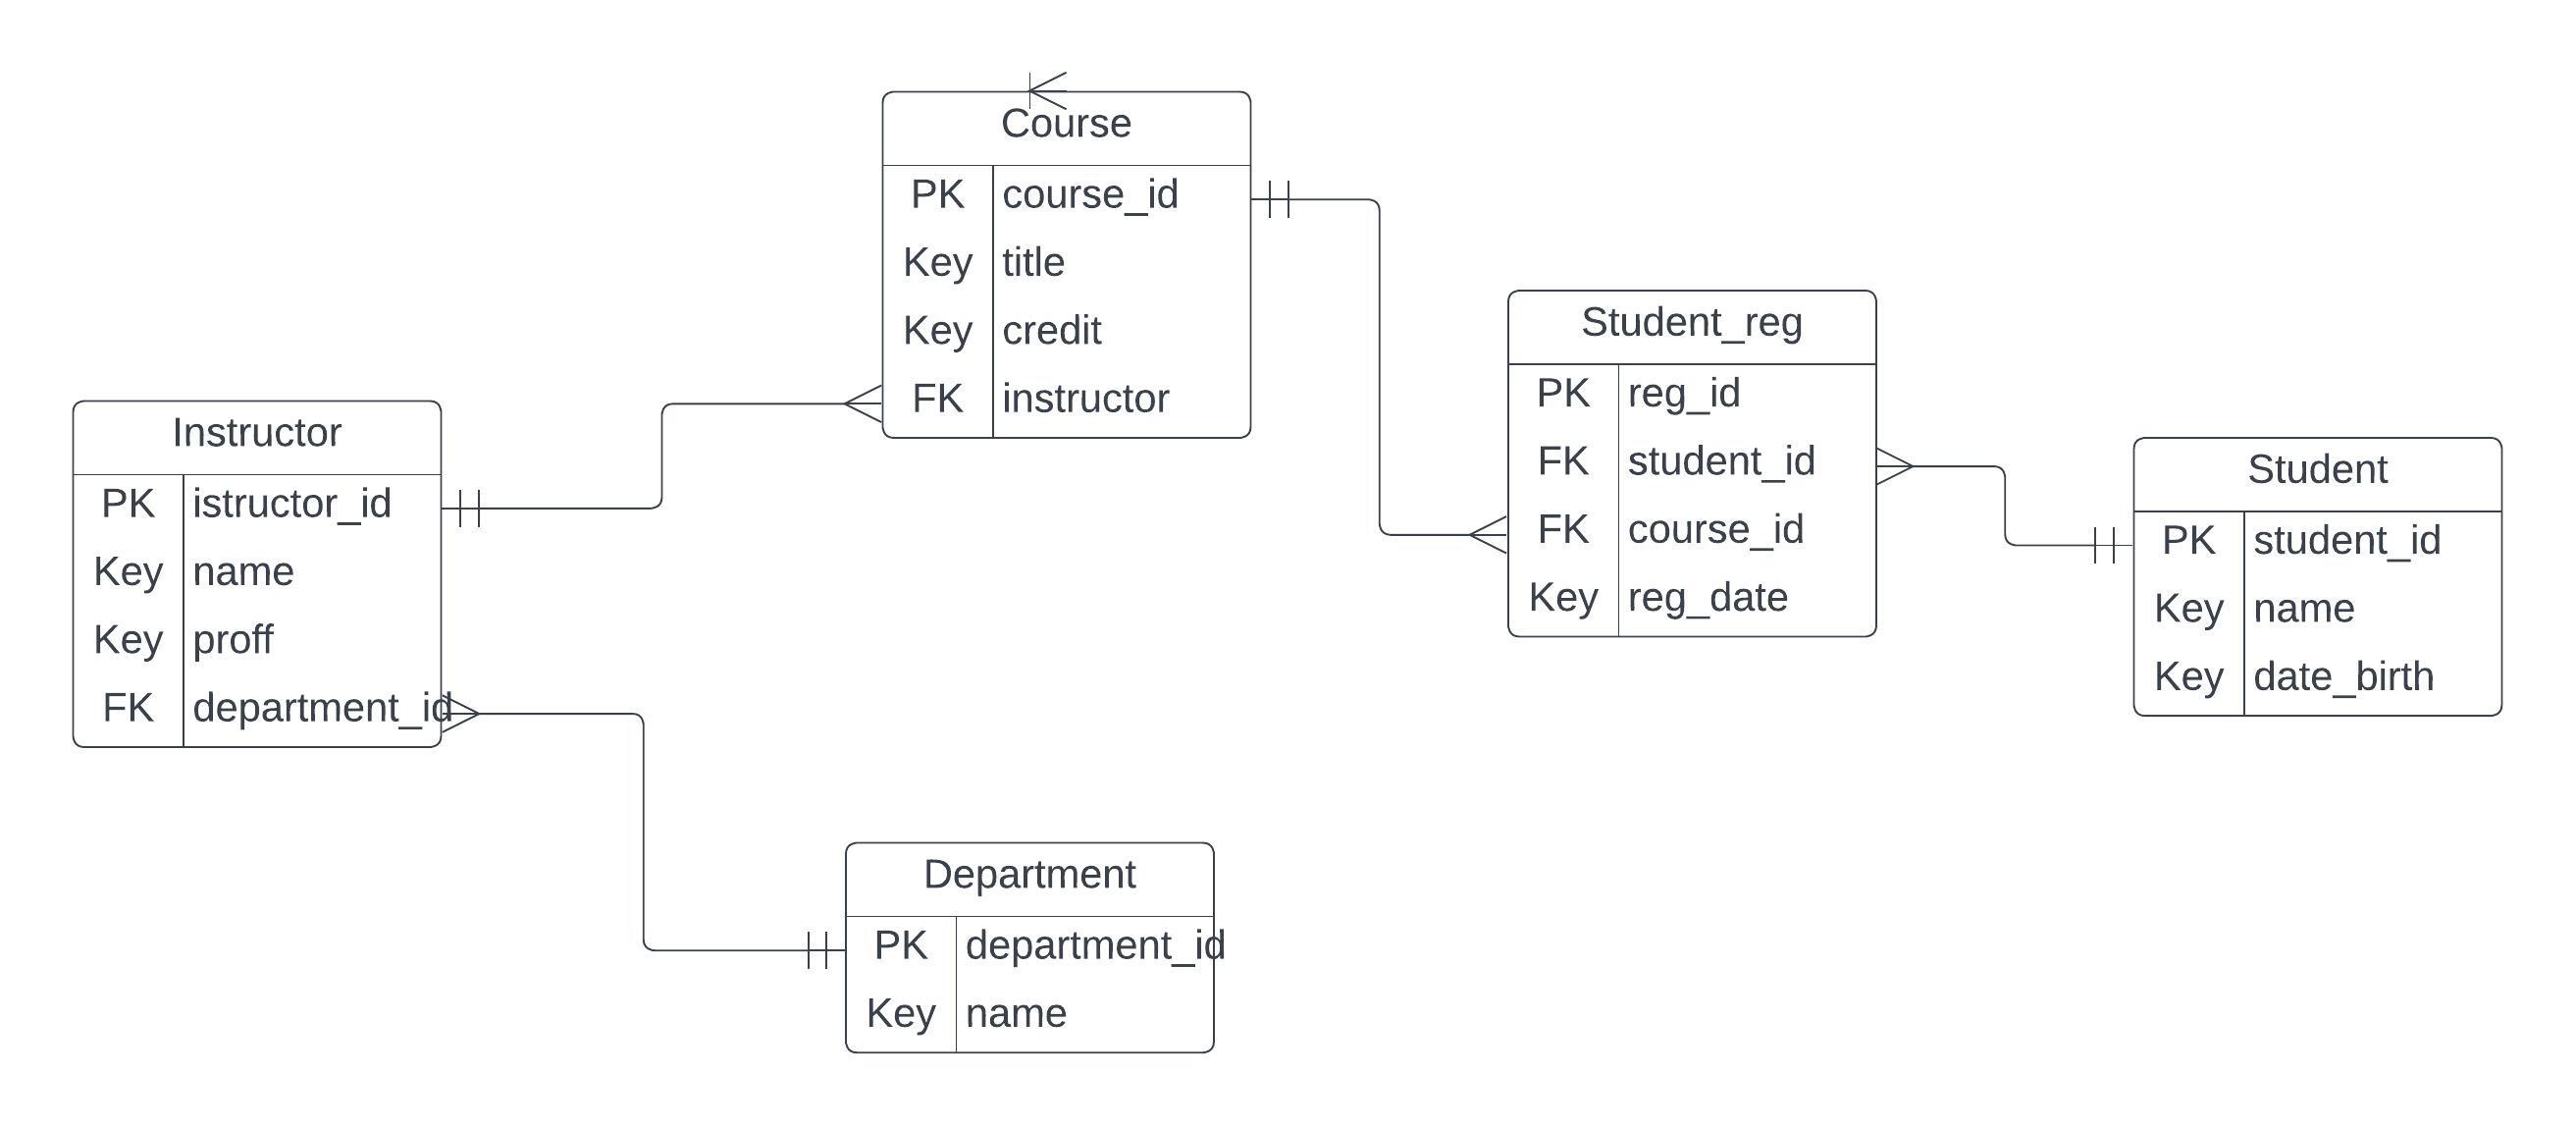 Course
PK course_id
Key title
Key credit
FK instructor
Instructor
PK istructor_id
Key name
Key proff
FK department_id
Student_reg
PK reg_id
FK student_id
FK course_id
Key reg_date
Student
PK student_id
Key name
Key date_birth
Department
PK department_id
Key name